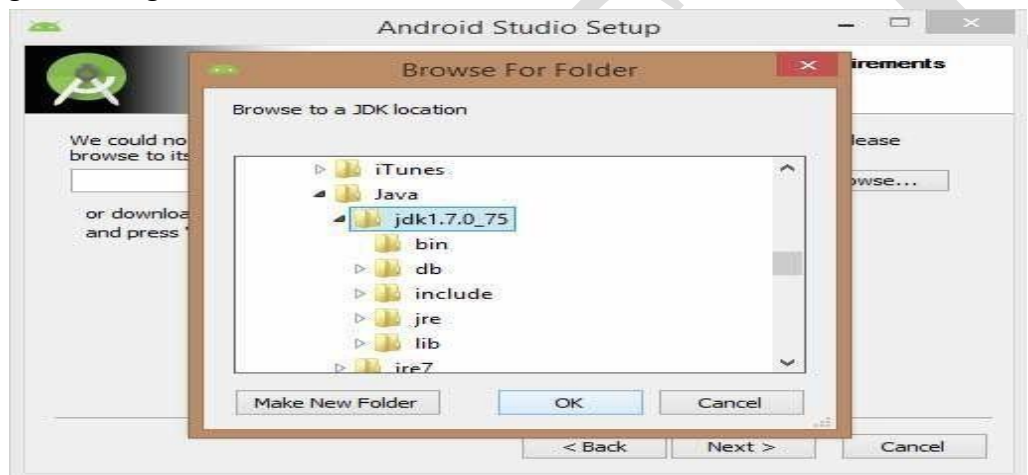 Android Studio Setup
Browse For Folder
irements
Browse to a JDK location
We could no
lease
browse to its
owse...
iTunes
Java
jdk1.7.0_75
or downloa
and press "
bin
db
include
jre
lib
jre7
Make New Folder
OK
Cancel
< Back
Next >
Cancel